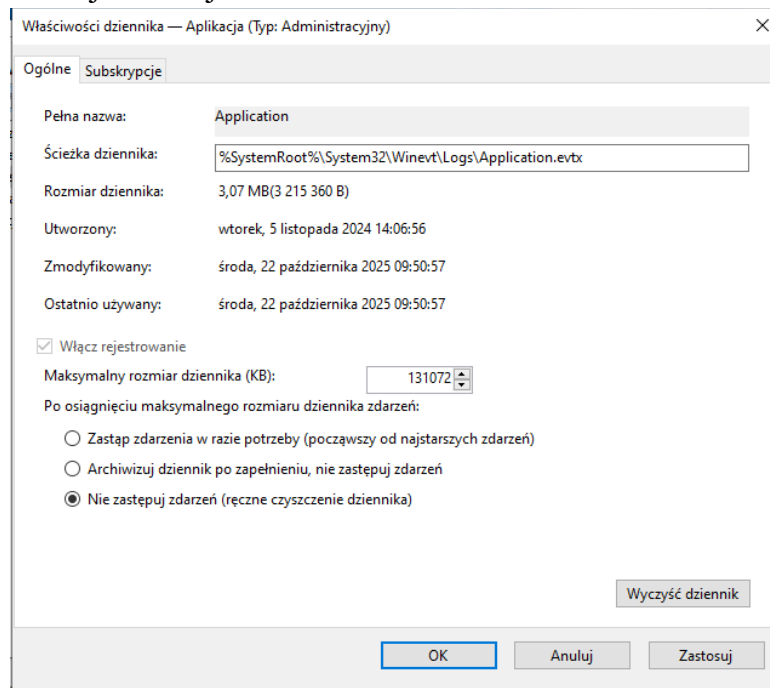 Właściwości dziennika — Aplikacja (Typ: Administracyjny)
Ogólne Subskrypcje
Pełna nazwa: Application
Ścieżka dziennika: %SystemRoot%\System32\Winevt\Logs\Application.evtx
Rozmiar dziennika: 3,07 MB(3 215 360 B)
Utworzony: wtorek, 5 listopada 2024 14:06:56
Zmodyfikowany: środa, 22 października 2025 09:50:57
Ostatnio używany: środa, 22 października 2025 09:50:57
Włącz rejestrowanie
Maksymalny rozmiar dziennika (KB): 131072
Po osiągnięciu maksymalnego rozmiaru dziennika zdarzeń:
Zastąp zdarzenia w razie potrzeby (począwszy od najstarszych zdarzeń)
Archiwizuj dziennik po zapełnieniu, nie zastępuj zdarzeń
Nie zastępuj zdarzeń (ręczne czyszczenie dziennika)
Wyczyść dziennik
OK Anuluj Zastosuj